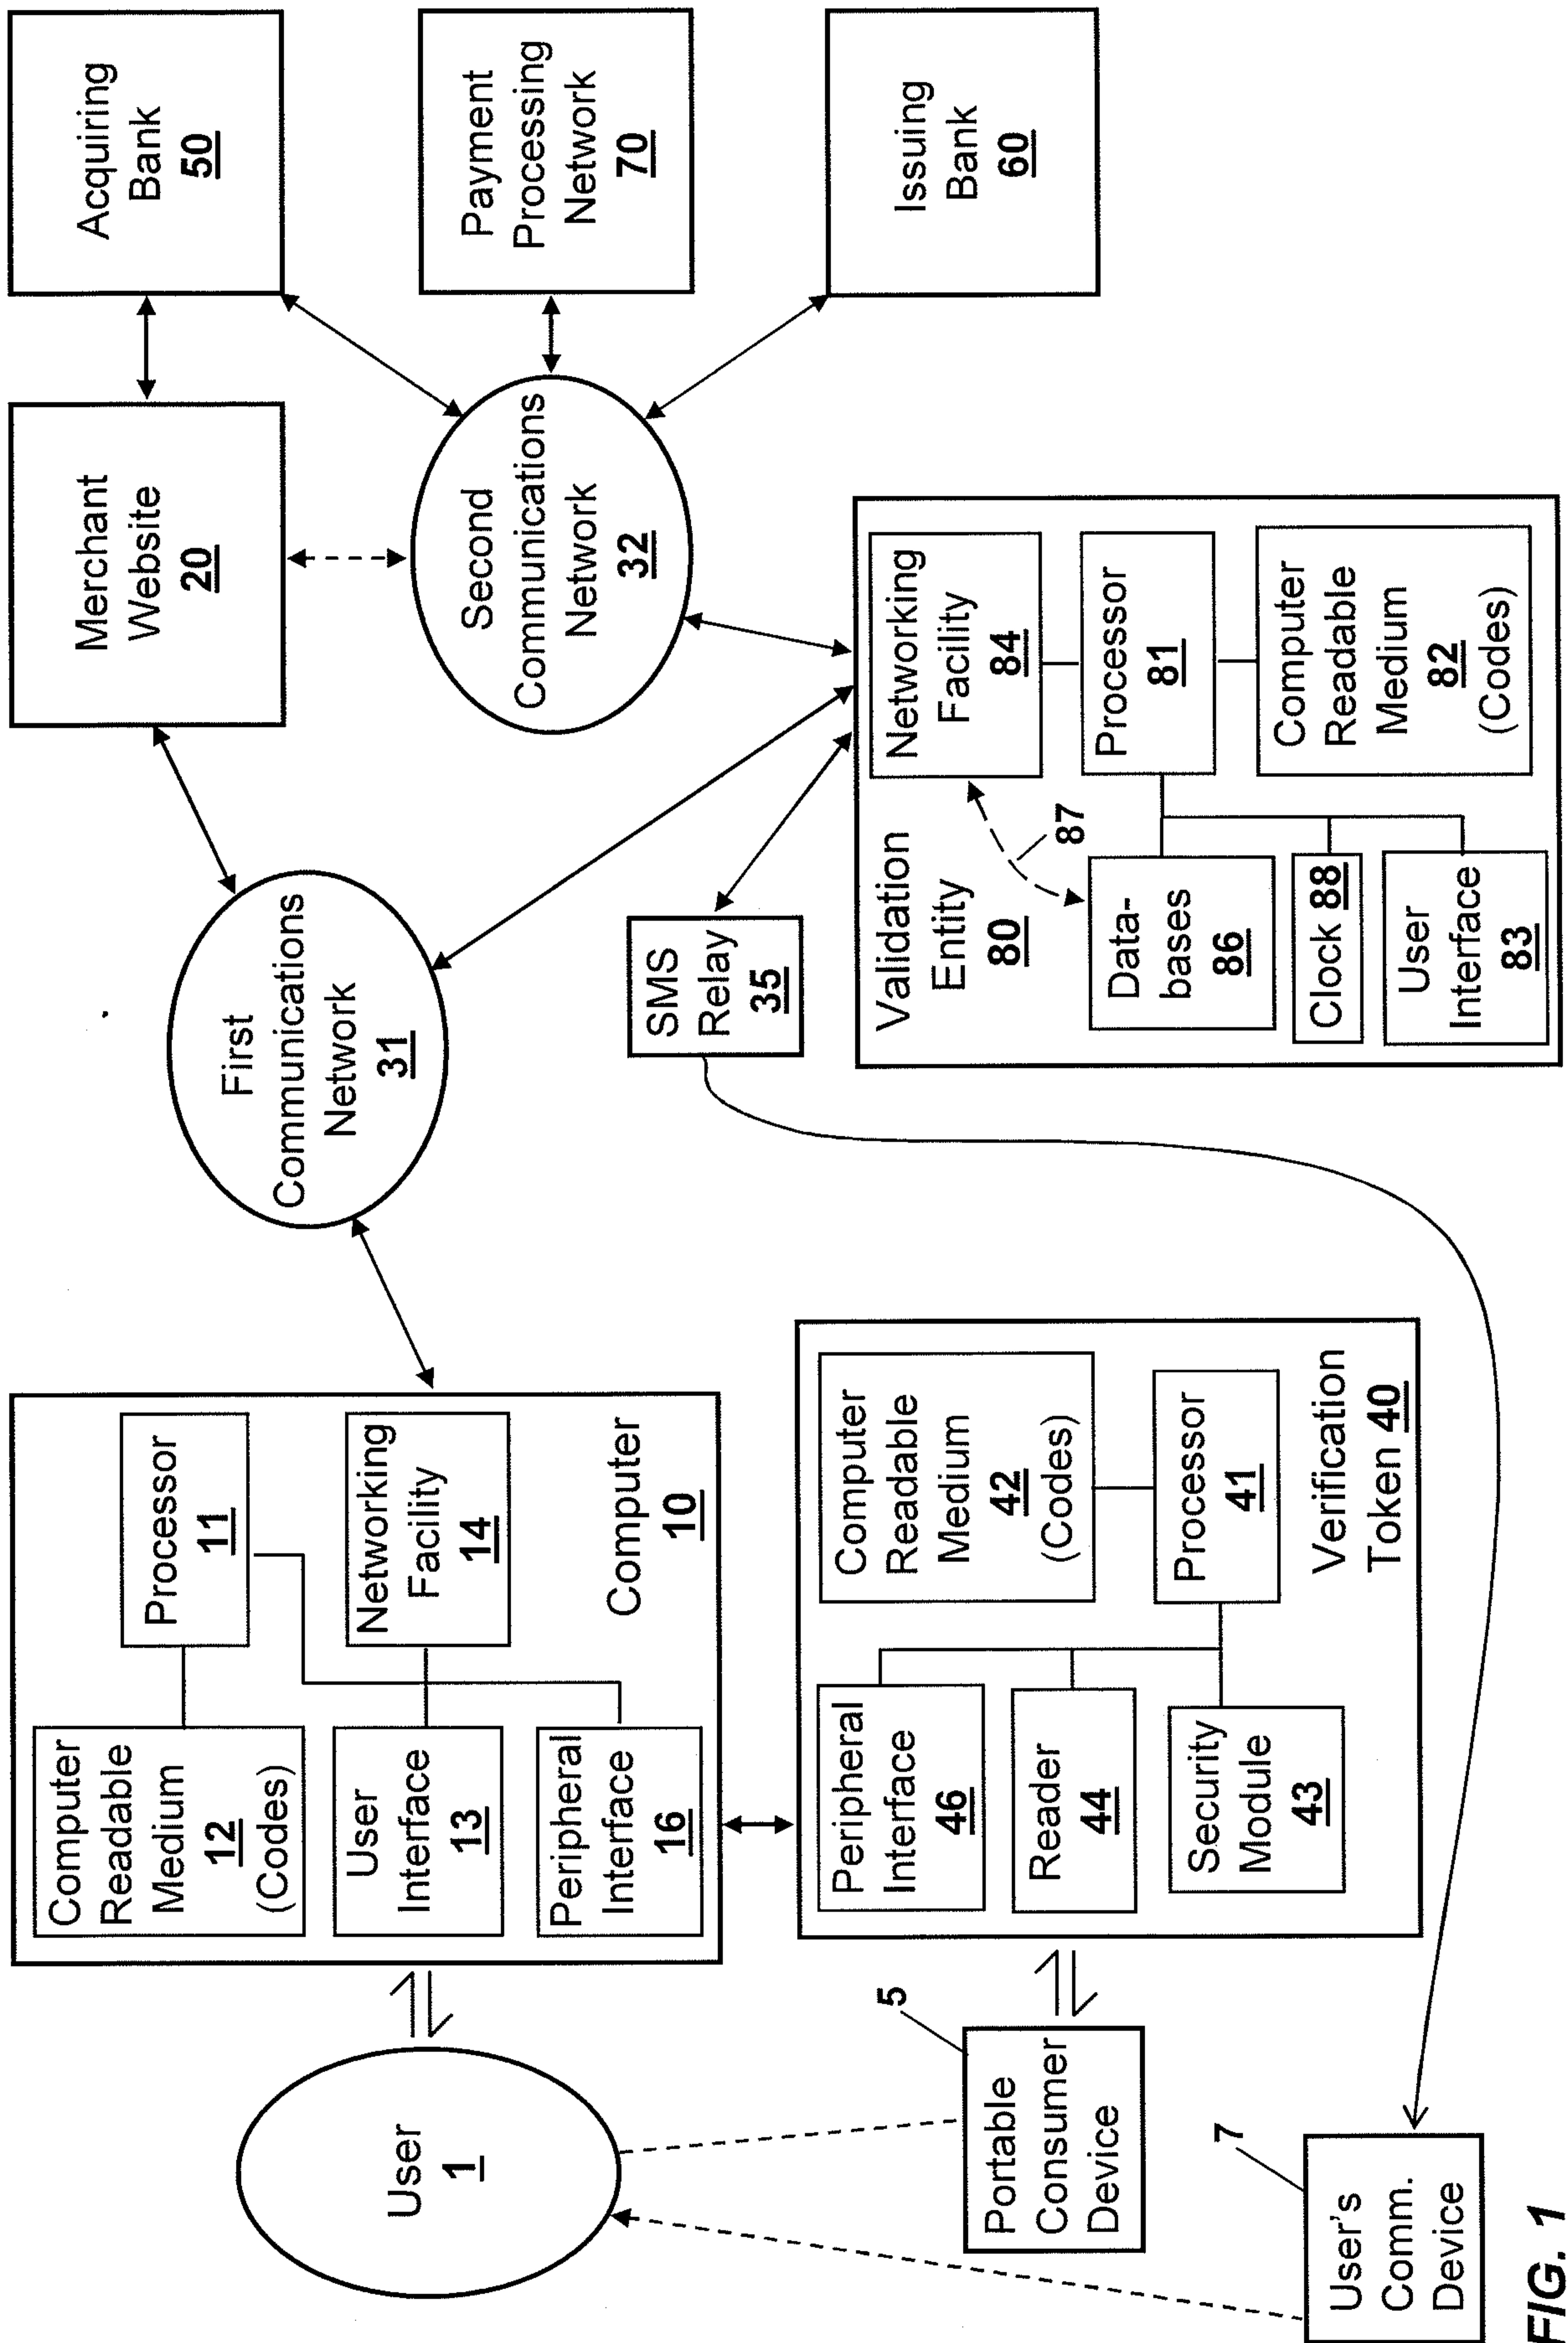 User
1
Computer
Readable
Medium
12
(Codes)
Processor
11
User
Interface
13
Networking
Facility
14
Peripheral
Interface
16
Computer
10
First
Communications
Network
31
Merchant
Website
20
Acquiring
Bank
50
Second
Communications
Network
32
Payment
Processing
Network
70
Issuing
Bank
60
SMS
Relay
35
5
Portable
Consumer
Device
Peripheral
Interface
46
Computer
Readable
Medium
42
(Codes)
Reader
44
Processor
41
Security
Module
43
Verification
Token 40
Validation
Entity
80
Networking
Facility
84
87
Data-
bases
86
Processor
81
Clock 88
Computer
Readable
Medium
82
(Codes)
User
Interface
83
7
User's
Comm.
Device
FIG. 1